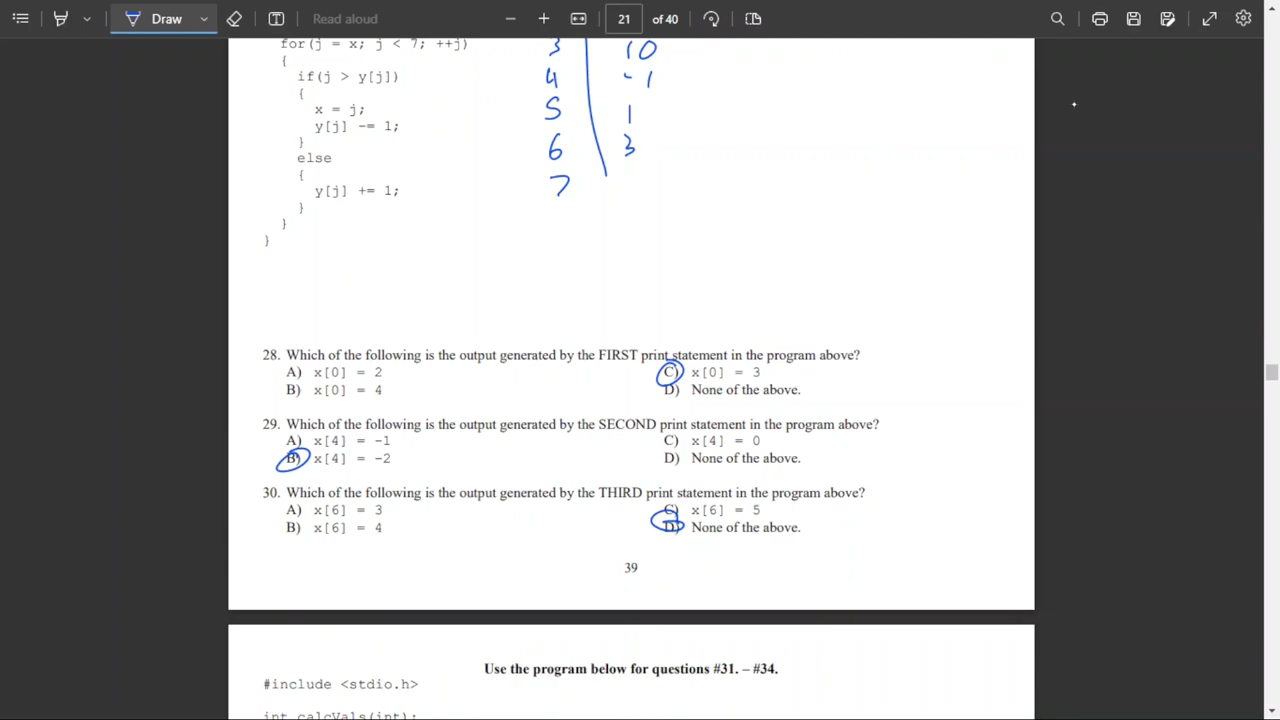 Draw
Read aloud
21 of 40
for(j = x; j < 7; ++j)
{
if(j > y[j])
{
x = j;
y[j] -= 1;
}
else
{
y[j] += 1;
}
}
}
3 10
4 -1
5 1
6 3
7
28. Which of the following is the output generated by the FIRST print statement in the program above?
A) x[0] = 2
C) x[0] = 3
B) x[0] = 4
D) None of the above.
29. Which of the following is the output generated by the SECOND print statement in the program above?
A) x[4] = -1
C) x[4] = 0
B) x[4] = -2
D) None of the above.
30. Which of the following is the output generated by the THIRD print statement in the program above?
A) x[6] = 3
C) x[6] = 5
B) x[6] = 4
D) None of the above.
39
Use the program below for questions #31. – #34.
#include <stdio.h>
int calcVals(int);